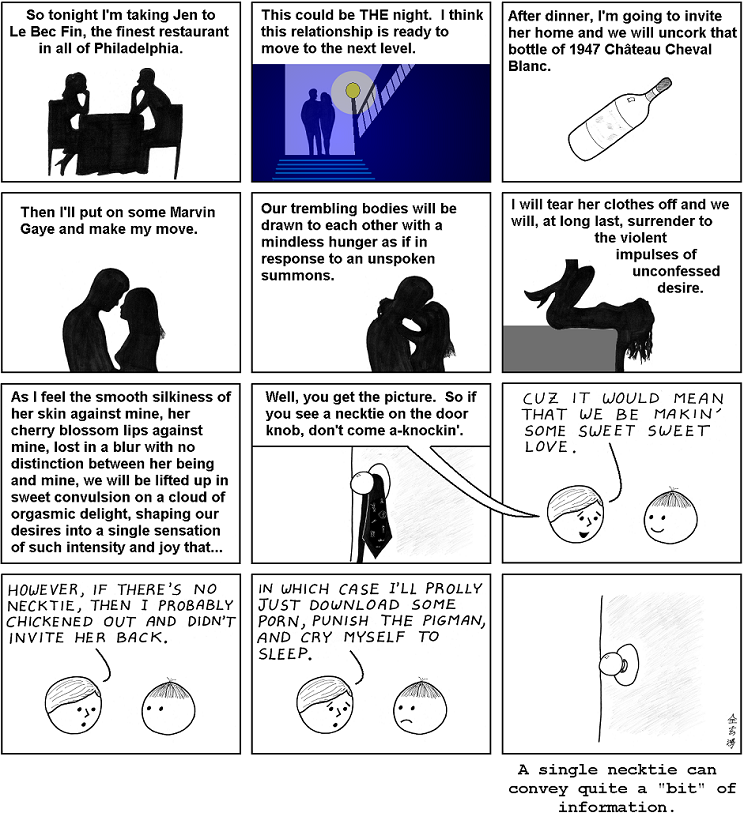 So tonight I'm taking Jen to
Le Bec Fin, the finest restaurant
in all of Philadelphia.
This could be THE night. I think
this relationship is ready to
move to the next level.
After dinner, I'm going to invite
her home and we will uncork that
bottle of 1947 Château Cheval
Blanc.
Then I'll put on some Marvin
Gaye and make my move.
Our trembling bodies will be
drawn to each other with a
mindless hunger as if in
response to an unspoken
summons.
I will tear her clothes off and we
will, at long last, surrender to
the violent
impulses of
unconfessed
desire.
As I feel the smooth silkiness of
her skin against mine, her
cherry blossom lips against
mine, lost in a blur with no
distinction between her being
and mine, we will be lifted up in
sweet convulsion on a cloud of
orgasmic delight, shaping our
desires into a single sensation
of such intensity and joy that...
Well, you get the picture. So if
you see a necktie on the door
knob, don't come a-knockin'.
CUZ IT WOULD MEAN
THAT WE BE MAKIN'
SOME SWEET SWEET
LOVE.
HOWEVER, IF THERE'S NO
NECKTIE, THEN I PROBABLY
CHICKENED OUT AND DIDN'T
INVITE HER BACK.
IN WHICH CASE I'LL PROLLY
JUST DOWNLOAD SOME
PORN, PUNISH THE PIGMAN,
AND CRY MYSELF TO
SLEEP.
A single necktie can
convey quite a "bit" of
information.